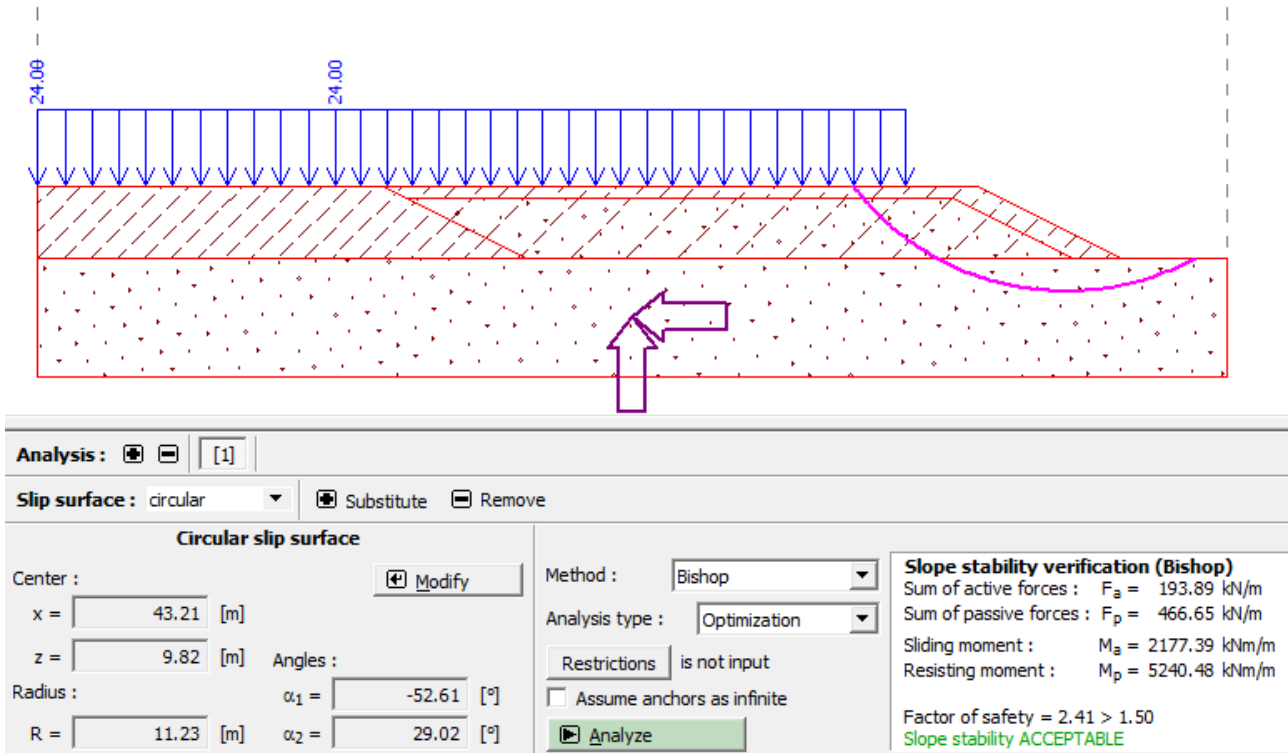 24.00
24.00
Analysis : [1]
Slip surface : circular Substitute Remove
Circular slip surface
Center :
Modify
x = 43.21 [m]
z = 9.82 [m]
Angles :
Radius :
α1 = -52.61 [°]
R = 11.23 [m]
α2 = 29.02 [°]
Method : Bishop
Analysis type : Optimization
Restrictions is not input
Assume anchors as infinite
Analyze
Slope stability verification (Bishop)
Sum of active forces : Fa = 193.89 kN/m
Sum of passive forces : Fp = 466.65 kN/m
Sliding moment : Ma = 2177.39 kNm/m
Resisting moment : Mp = 5240.48 kNm/m
Factor of safety = 2.41 > 1.50
Slope stability ACCEPTABLE